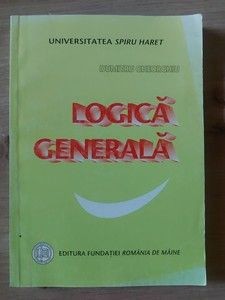 UNIVERSITATEA SPIRU HARET
DUMITRU GHEORGHIU
LOGICĂ
GENERALĂ
EDITURA FUNDAȚIEI ROMÂNIA DE MÂINE